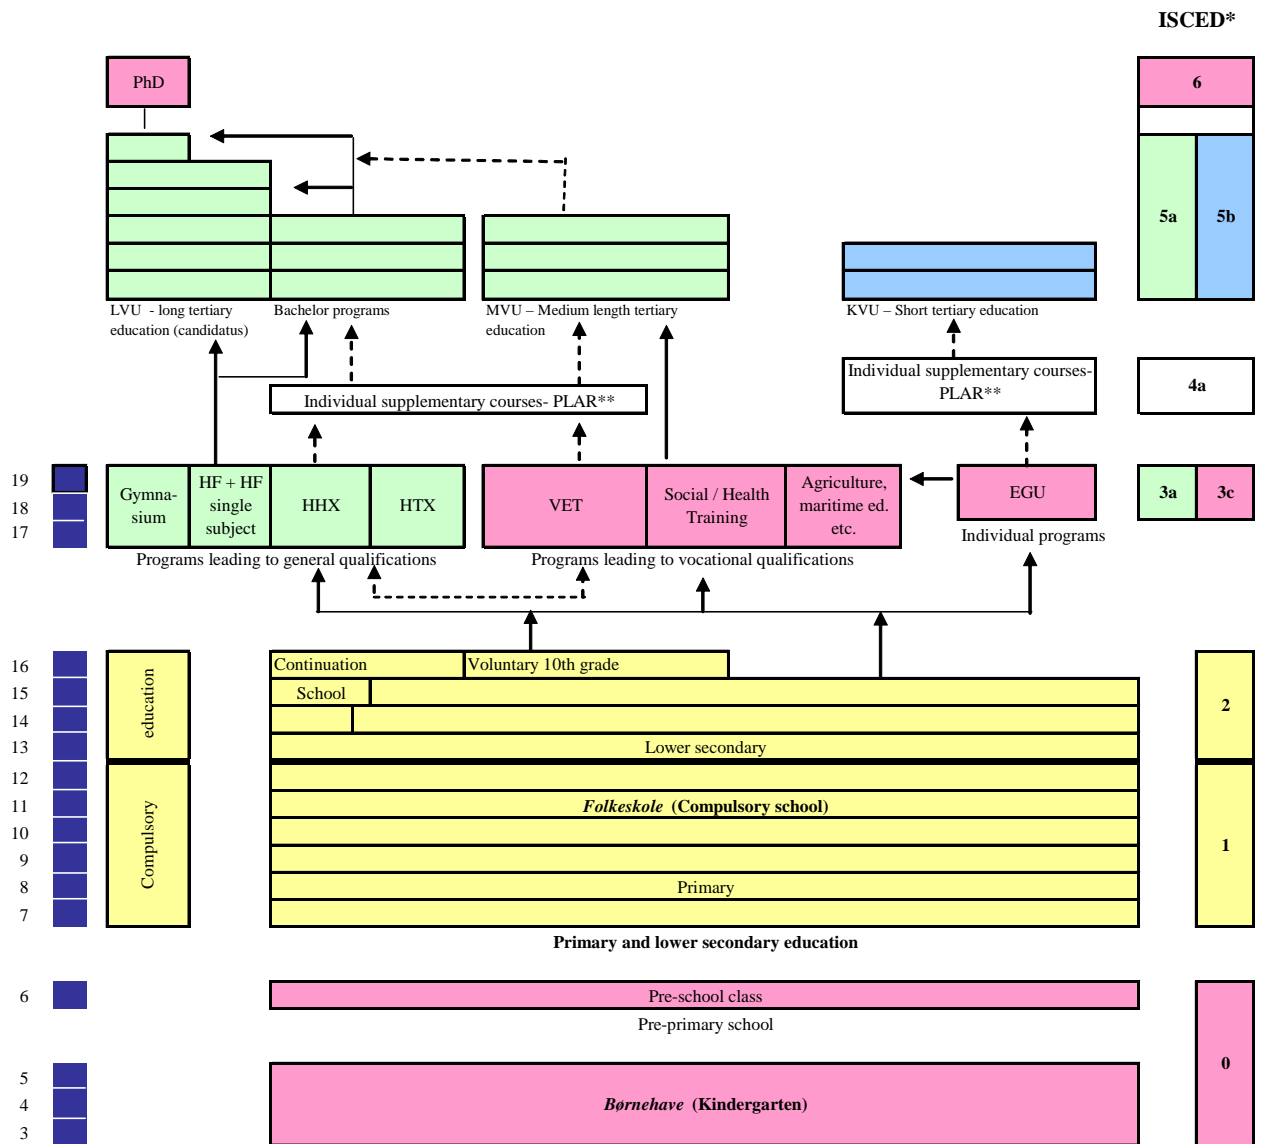 ISCED*
PhD
6
5a
5b
LVU - long tertiary
education (candidatus)
Bachelor programs
MVU – Medium length tertiary
education
KVU – Short tertiary education
Individual supplementary courses- PLAR**
Individual supplementary courses-
PLAR**
4a
19
18
17
Gymna-
sium
HF + HF
single
subject
HHX
HTX
VET
Social / Health
Training
Agriculture,
maritime ed.
etc.
EGU
3a
3c
Programs leading to general qualifications
Programs leading to vocational qualifications
Individual programs
16
Continuation
Voluntary 10th grade
15
School
14
13
Lower secondary
education
2
12
11
Folkeskole (Compulsory school)
10
9
8
Primary
7
Compulsory
1
Primary and lower secondary education
6
Pre-school class
Pre-primary school
0
5
4
Børnehave (Kindergarten)
3